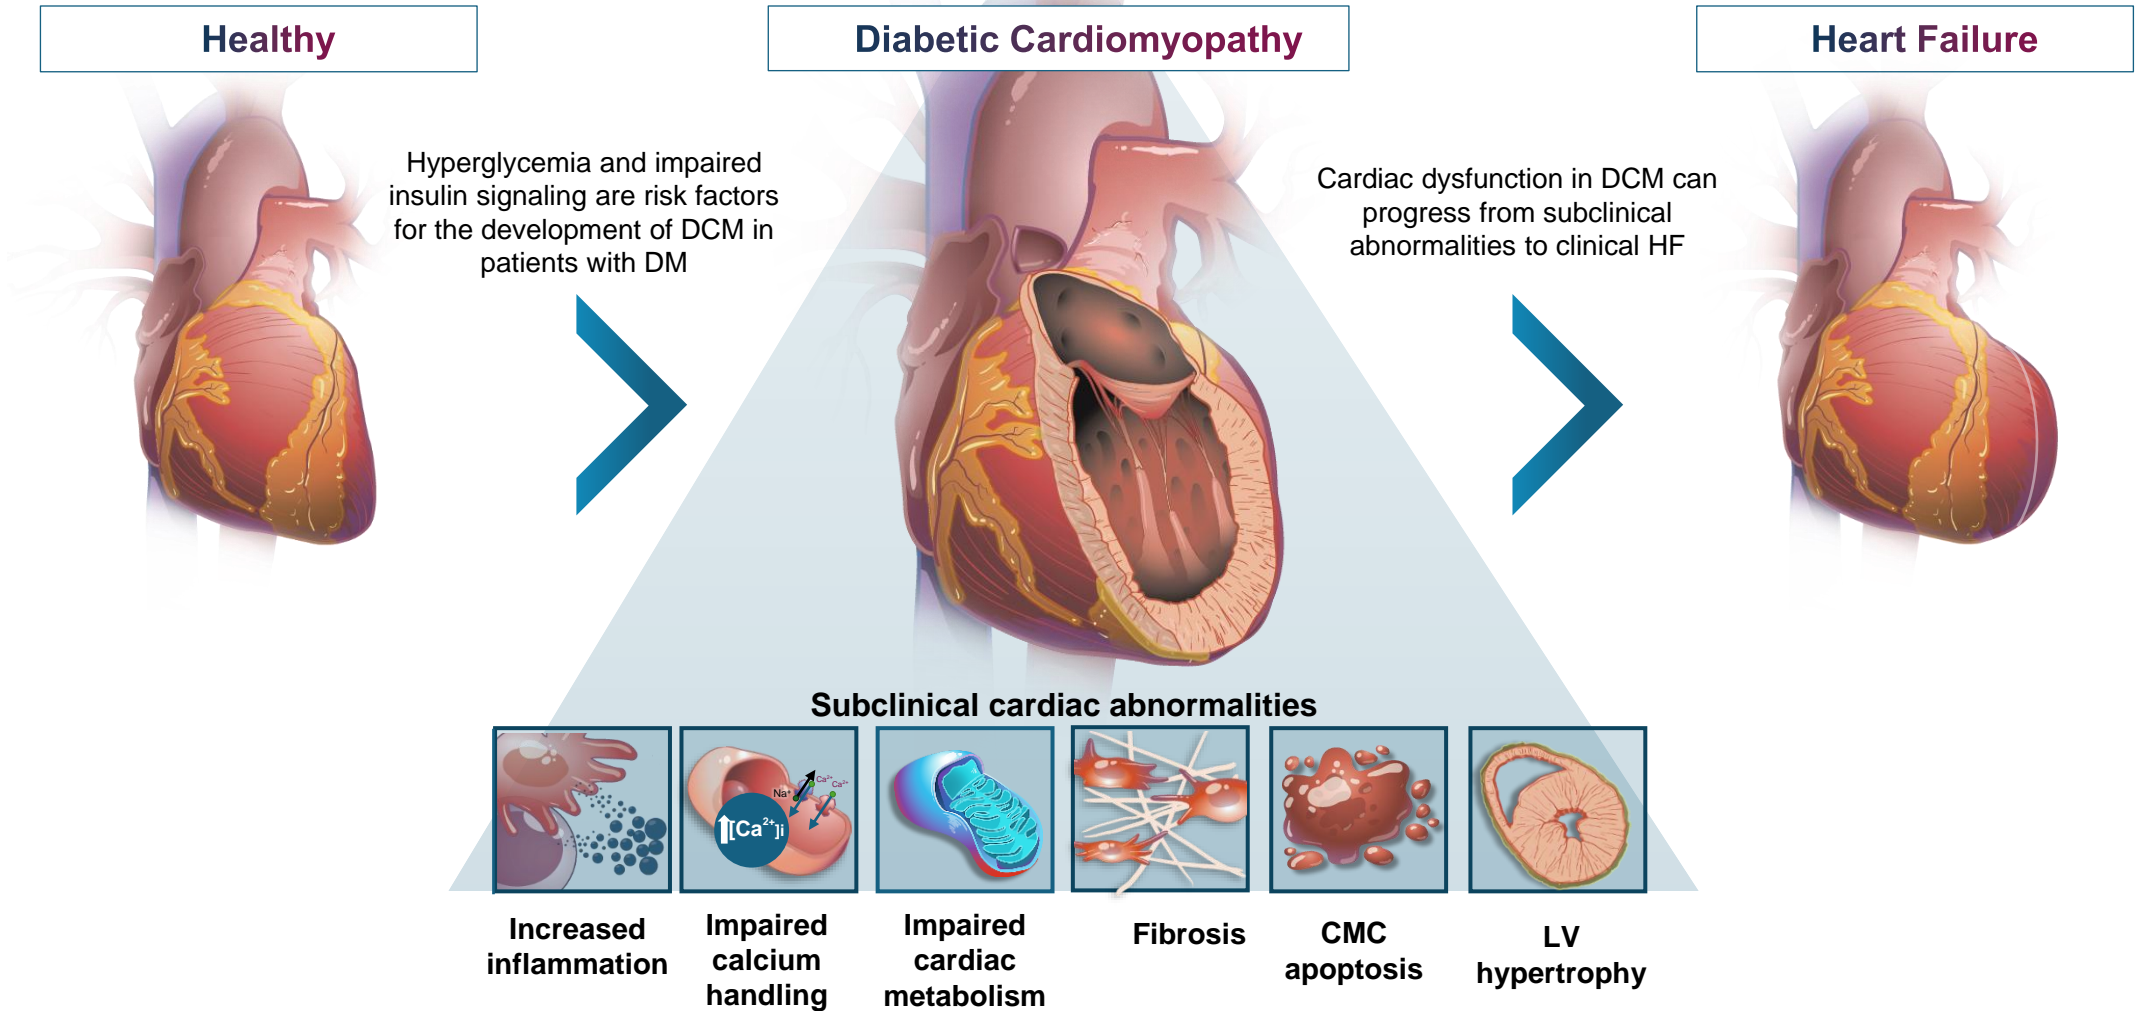 Healthy
Diabetic Cardiomyopathy
Heart Failure
Hyperglycemia and impaired
insulin signaling are risk factors
for the development of DCM in
patients with DM
Cardiac dysfunction in DCM can
progress from subclinical
abnormalities to clinical HF
Subclinical cardiac abnormalities
Na⁺
Ca²⁺
Ca²⁺
[Ca²⁺]i
Increased
inflammation
Impaired
calcium
handling
Impaired
cardiac
metabolism
Fibrosis
CMC
apoptosis
LV
hypertrophy